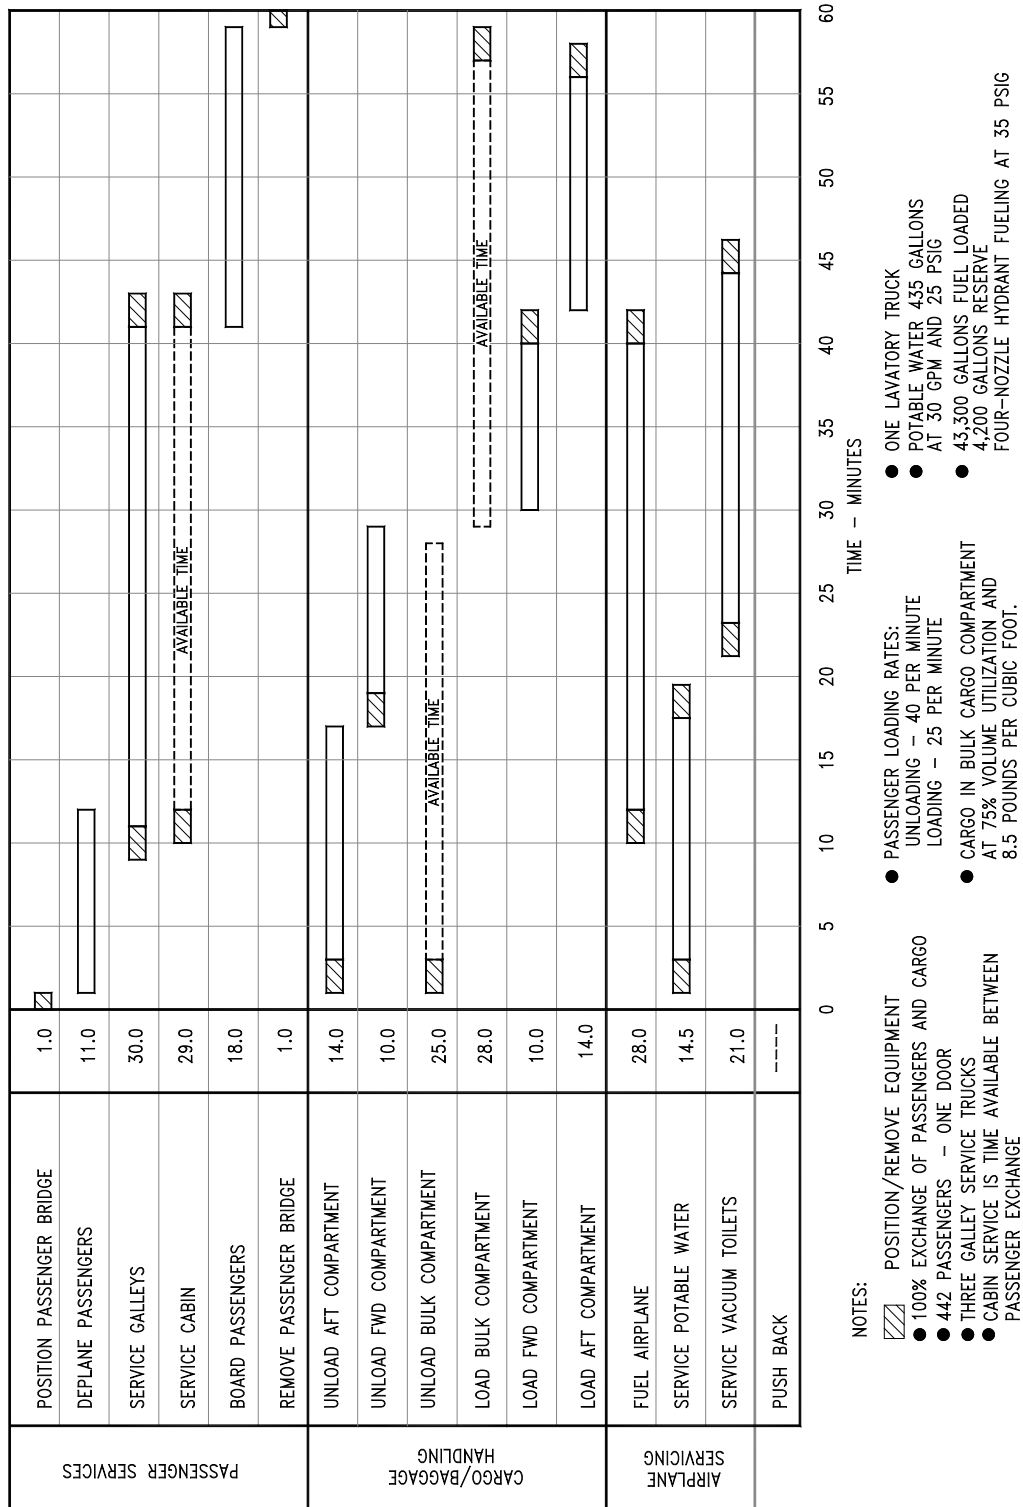 PASSENGER SERVICES
POSITION PASSENGER BRIDGE 1.0
DEPLANE PASSENGERS 11.0
SERVICE GALLEYS 30.0
SERVICE CABIN 29.0 AVAILABLE TIME
BOARD PASSENGERS 18.0
REMOVE PASSENGER BRIDGE 1.0
CARGO/BAGGAGE
HANDLING
UNLOAD AFT COMPARTMENT 14.0
UNLOAD FWD COMPARTMENT 10.0
UNLOAD BULK COMPARTMENT 25.0 AVAILABLE TIME
LOAD BULK COMPARTMENT 28.0 AVAILABLE TIME
LOAD FWD COMPARTMENT 10.0
LOAD AFT COMPARTMENT 14.0
AIRPLANE
SERVICING
FUEL AIRPLANE 28.0
SERVICE POTABLE WATER 14.5
SERVICE VACUUM TOILETS 21.0
PUSH BACK ----
0 5 10 15 20 25 30 35 40 45 50 55 60
TIME - MINUTES
NOTES:
POSITION/REMOVE EQUIPMENT
● 100% EXCHANGE OF PASSENGERS AND CARGO
● 442 PASSENGERS - ONE DOOR
● THREE GALLEY SERVICE TRUCKS
● CABIN SERVICE IS TIME AVAILABLE BETWEEN
PASSENGER EXCHANGE
● PASSENGER LOADING RATES:
UNLOADING - 40 PER MINUTE
LOADING - 25 PER MINUTE
● CARGO IN BULK CARGO COMPARTMENT
AT 75% VOLUME UTILIZATION AND
8.5 POUNDS PER CUBIC FOOT.
● ONE LAVATORY TRUCK
● POTABLE WATER 435 GALLONS
AT 30 GPM AND 25 PSIG
● 43,300 GALLONS FUEL LOADED
4,200 GALLONS RESERVE
FOUR-NOZZLE HYDRANT FUELING AT 35 PSIG